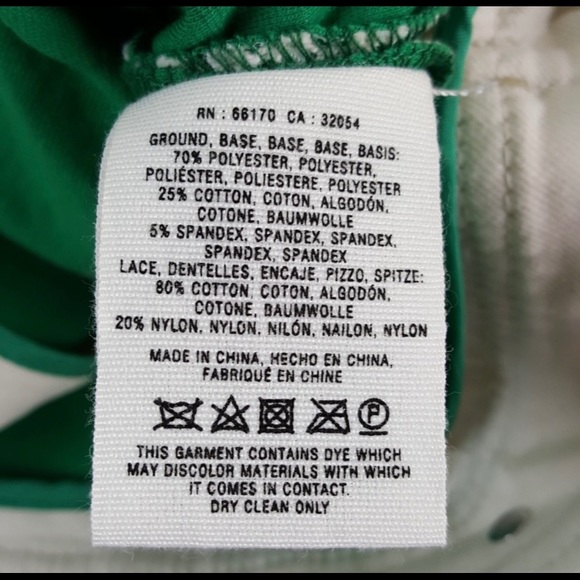 RN : 66170 CA : 32054
GROUND, BASE, BASE, BASE, BASIS:
70% POLYESTER, POLYESTER,
POLIÉSTER, POLIESTERE, POLYESTER
25% COTTON, COTON, ALGODÓN,
COTONE, BAUMWOLLE
5% SPANDEX, SPANDEX, SPANDEX,
SPANDEX, SPANDEX
LACE, DENTELLES, ENCAJE, PIZZO, SPITZE:
80% COTTON, COTON, ALGODÓN,
COTONE, BAUMWOLLE
20% NYLON, NYLON, NILÓN, NAILON, NYLON
MADE IN CHINA, HECHO EN CHINA,
FABRIQUÉ EN CHINE
P
THIS GARMENT CONTAINS DYE WHICH
MAY DISCOLOR MATERIALS WITH WHICH
IT COMES IN CONTACT.
DRY CLEAN ONLY